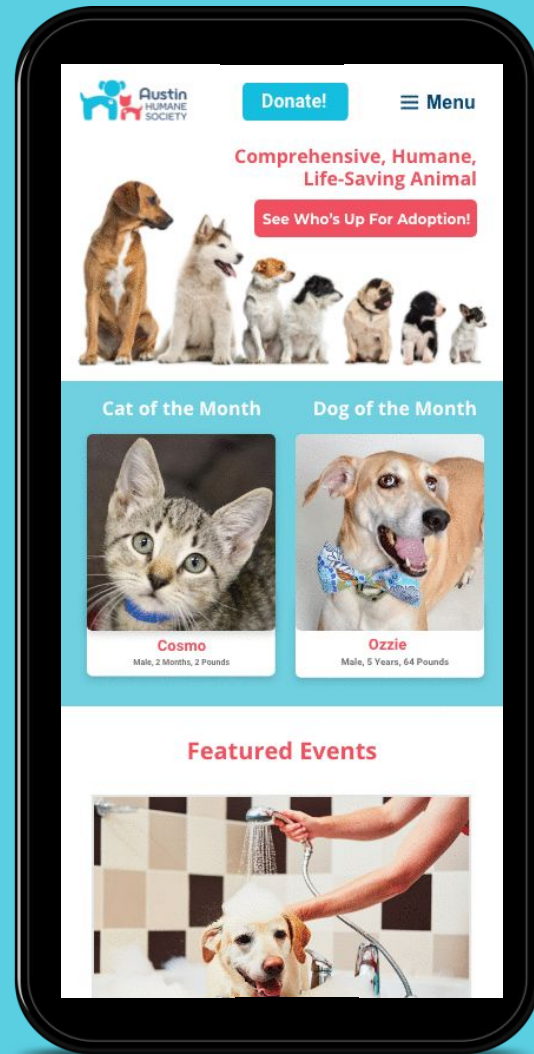 Austin
HUMANE
SOCIETY
Donate!
Menu
Comprehensive, Humane,
Life-Saving Animal
See Who's Up For Adoption!
Cat of the Month
Dog of the Month
Cosmo
Male, 2 Months, 2 Pounds
Ozzie
Male, 5 Years, 64 Pounds
Featured Events